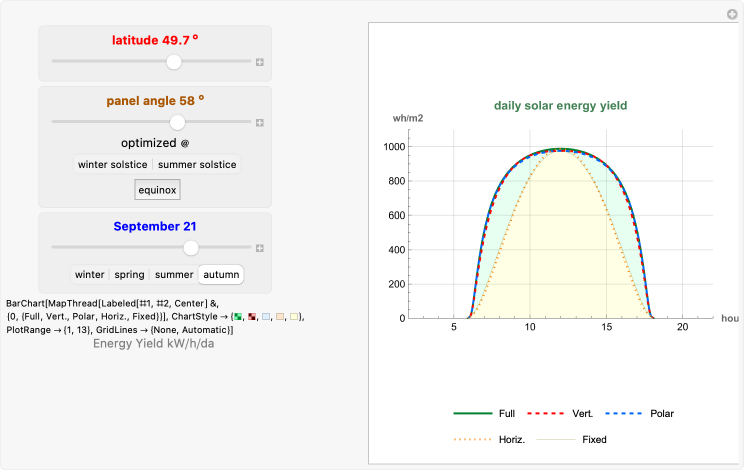 latitude 49.7 º
panel angle 58 º
optimized @
winter solstice summer solstice
equinox
September 21
winter spring summer autumn
BarChart[MapThread[Labeled[#1, #2, Center] &,
{0, {Full, Vert., Polar, Horiz., Fixed}}], ChartStyle → {, , , , },
PlotRange → {1, 13}, GridLines → {None, Automatic}]
Energy Yield kW/h/da
daily solar energy yield
wh/m2
1000
800
600
400
200
0
5 10 15 20
hou
Full Vert. Polar
Horiz. Fixed